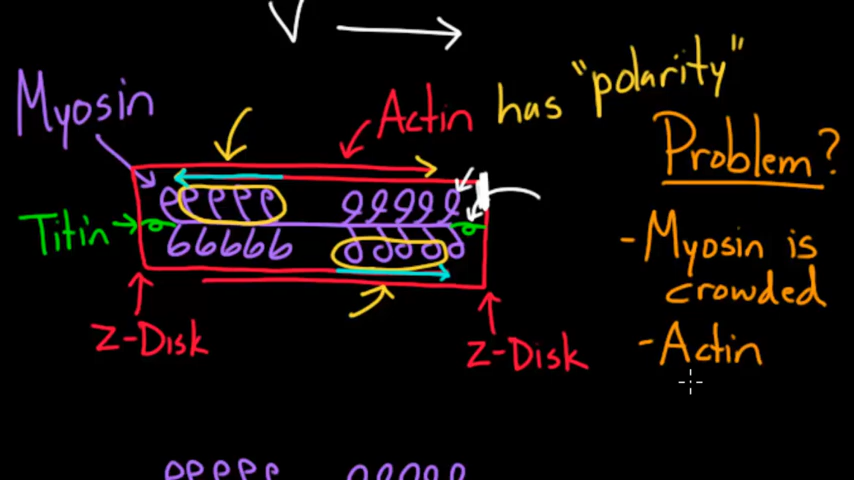 Myosin
Actin has "polarity"
Problem?
Titin
- Myosin is
crowded
Z-Disk
Z-Disk
- Actin